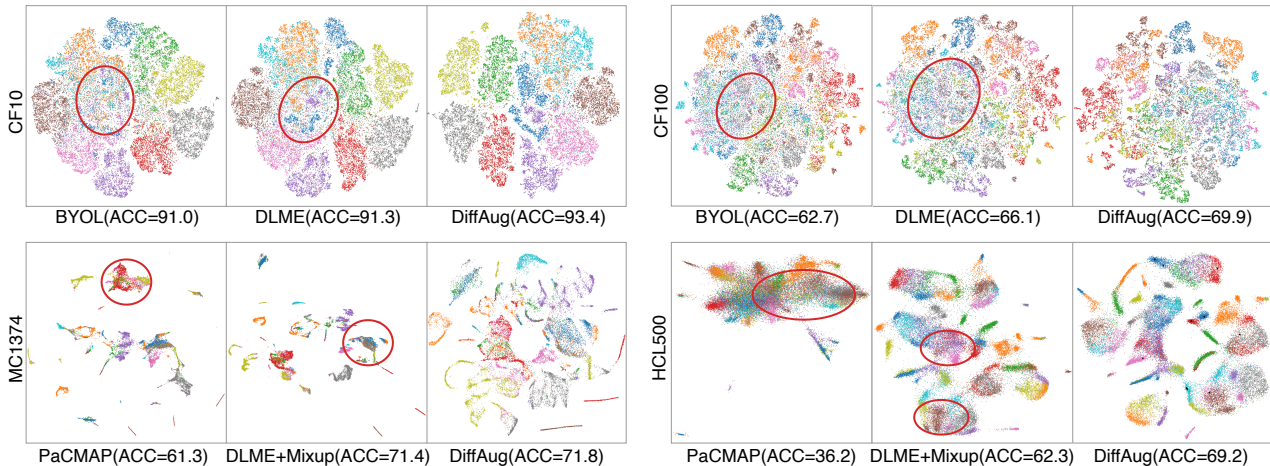 CF10
BYOL(ACC=91.0) DLME(ACC=91.3) DiffAug(ACC=93.4)
CF100
BYOL(ACC=62.7) DLME(ACC=66.1) DiffAug(ACC=69.9)
MC1374
PaCMAP(ACC=61.3) DLME+Mixup(ACC=71.4) DiffAug(ACC=71.8)
HCL500
PaCMAP(ACC=36.2) DLME+Mixup(ACC=62.3) DiffAug(ACC=69.2)